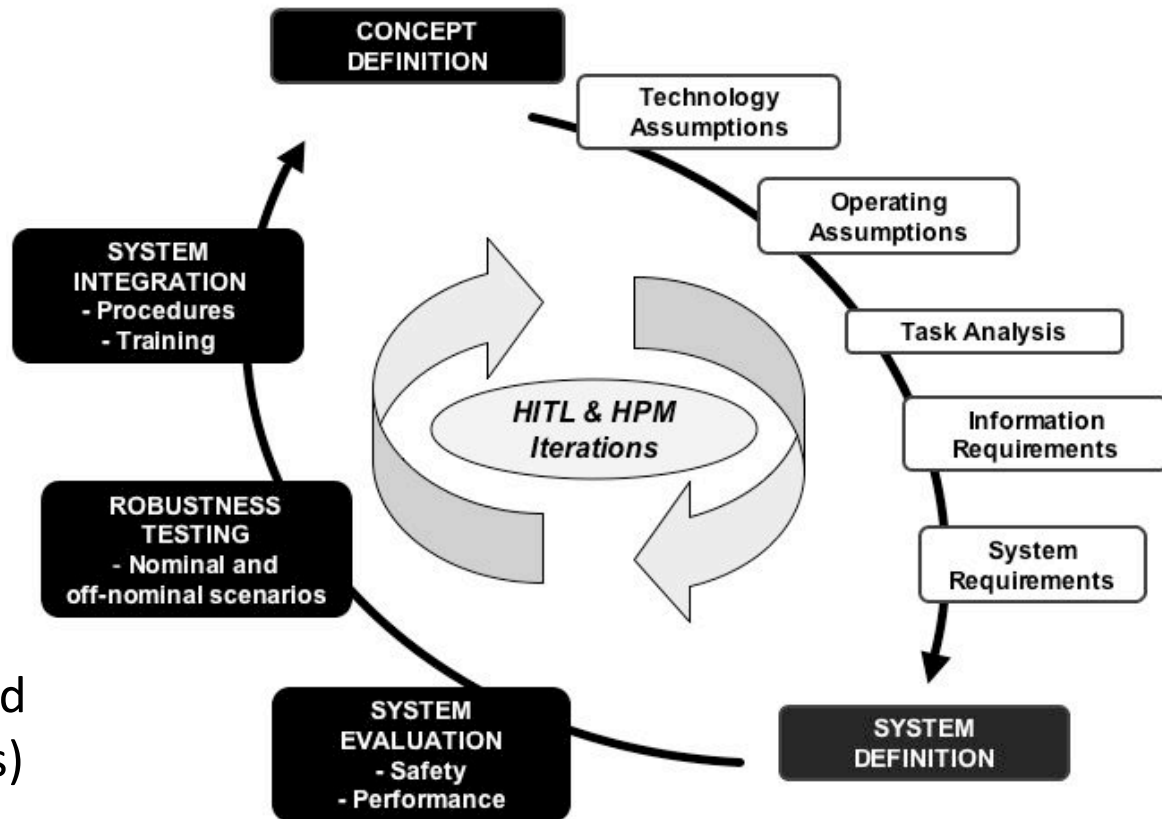 CONCEPT
DEFINITION
Technology
Assumptions
Operating
Assumptions
Task Analysis
Information
Requirements
System
Requirements
SYSTEM
DEFINITION
SYSTEM
EVALUATION
- Safety
- Performance
ROBUSTNESS
TESTING
- Nominal and
off-nominal scenarios
SYSTEM
INTEGRATION
- Procedures
- Training
HITL & HPM
Iterations
d
s)